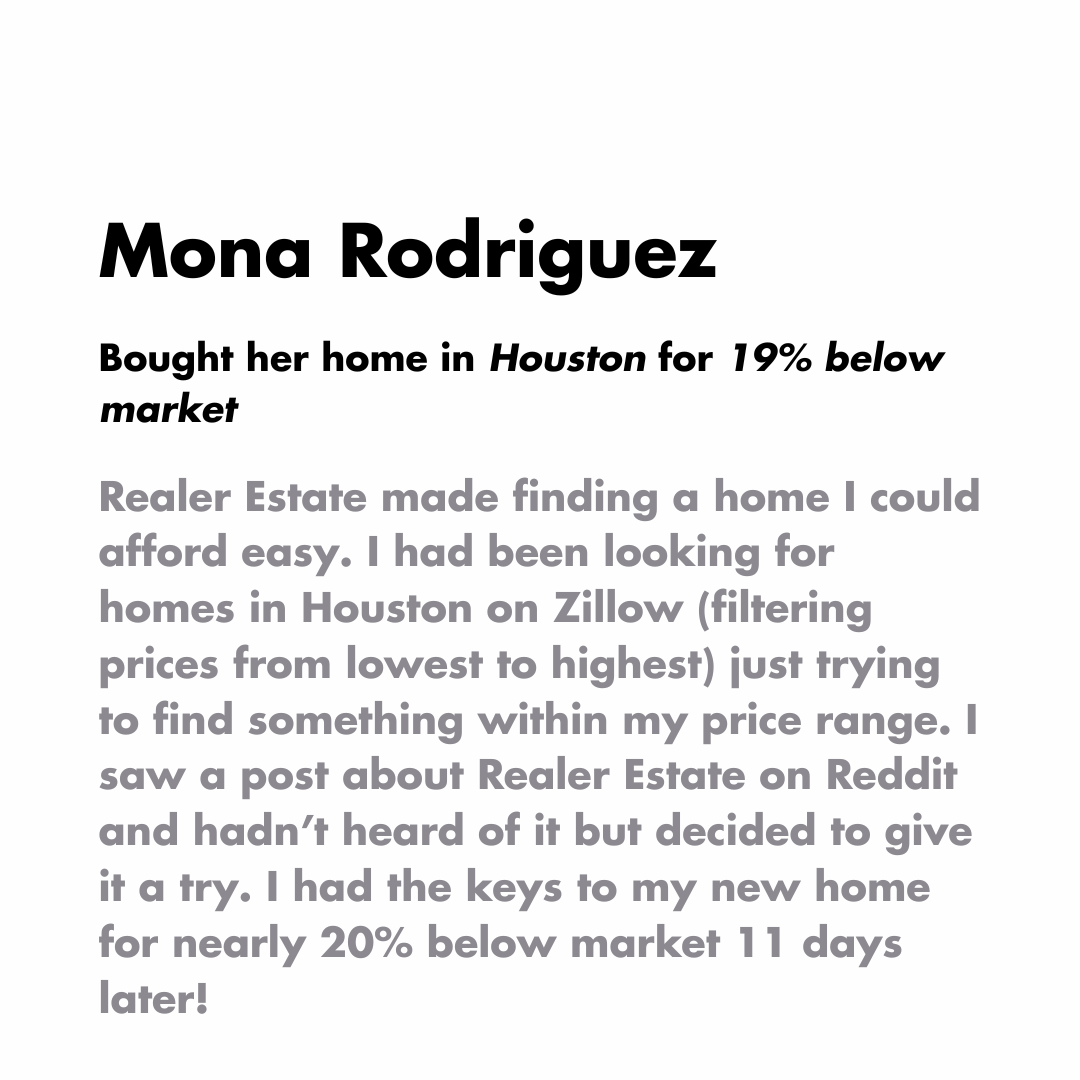 Mona Rodriguez
Bought her home in Houston for 19% below
market
Realer Estate made finding a home I could
afford easy. I had been looking for
homes in Houston on Zillow (filtering
prices from lowest to highest) just trying
to find something within my price range. I
saw a post about Realer Estate on Reddit
and hadn’t heard of it but decided to give
it a try. I had the keys to my new home
for nearly 20% below market 11 days
later!